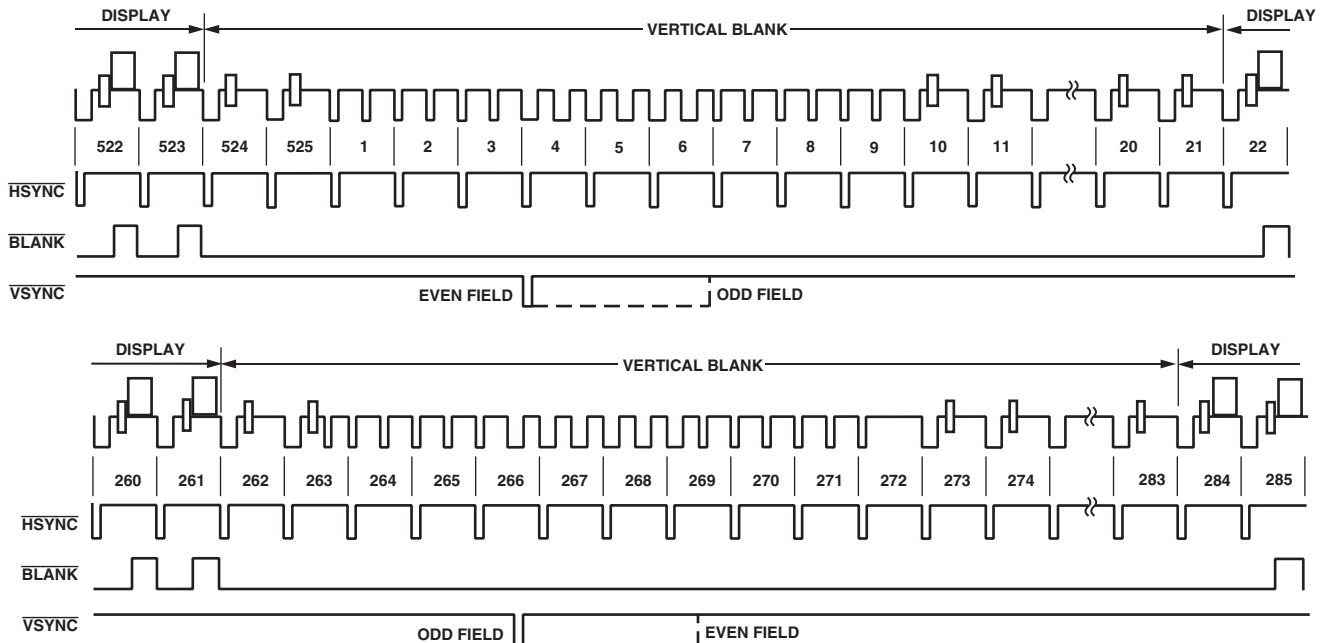 DISPLAY VERTICAL BLANK DISPLAY
522 523 524 525 1 2 3 4 5 6 7 8 9 10 11 20 21 22
HSYNC
BLANK
VSYNC
EVEN FIELD ODD FIELD
DISPLAY VERTICAL BLANK DISPLAY
260 261 262 263 264 265 266 267 268 269 270 271 272 273 274 283 284 285
HSYNC
BLANK
VSYNC
ODD FIELD EVEN FIELD